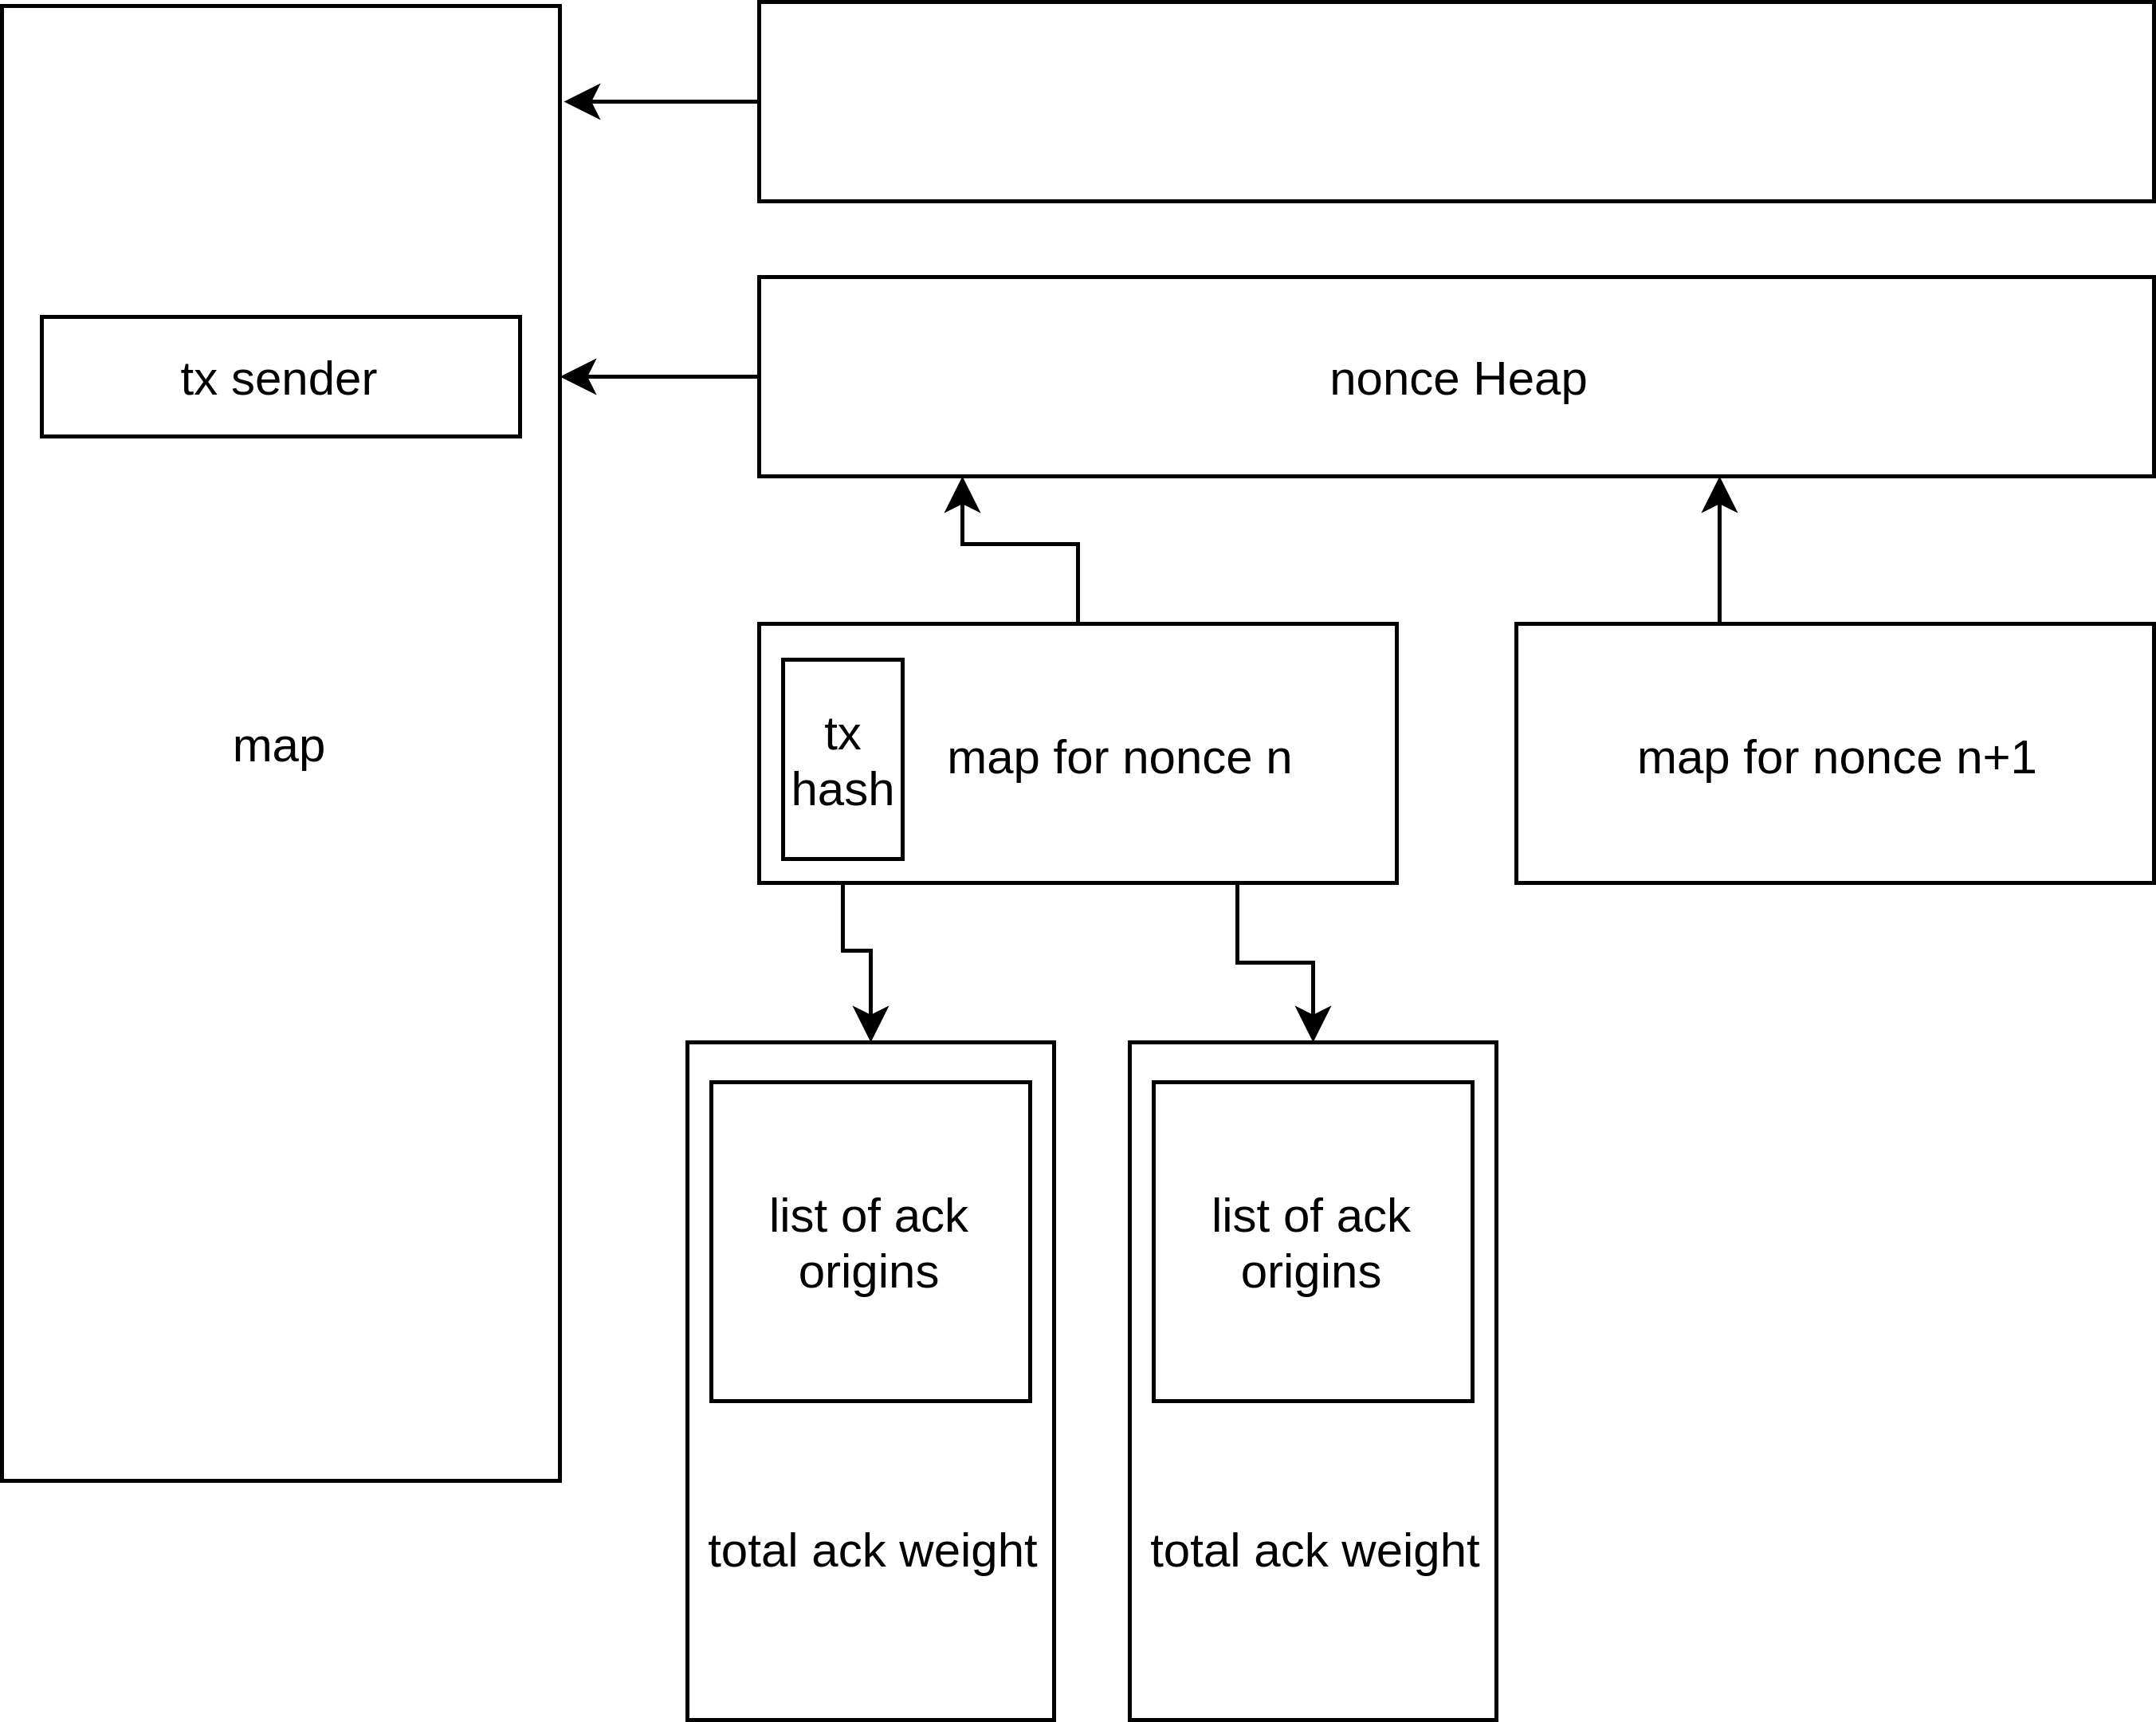 tx sender
nonce Heap
map
tx
hash
map for nonce n
map for nonce n+1
list of ack
origins
list of ack
origins
total ack weight
total ack weight